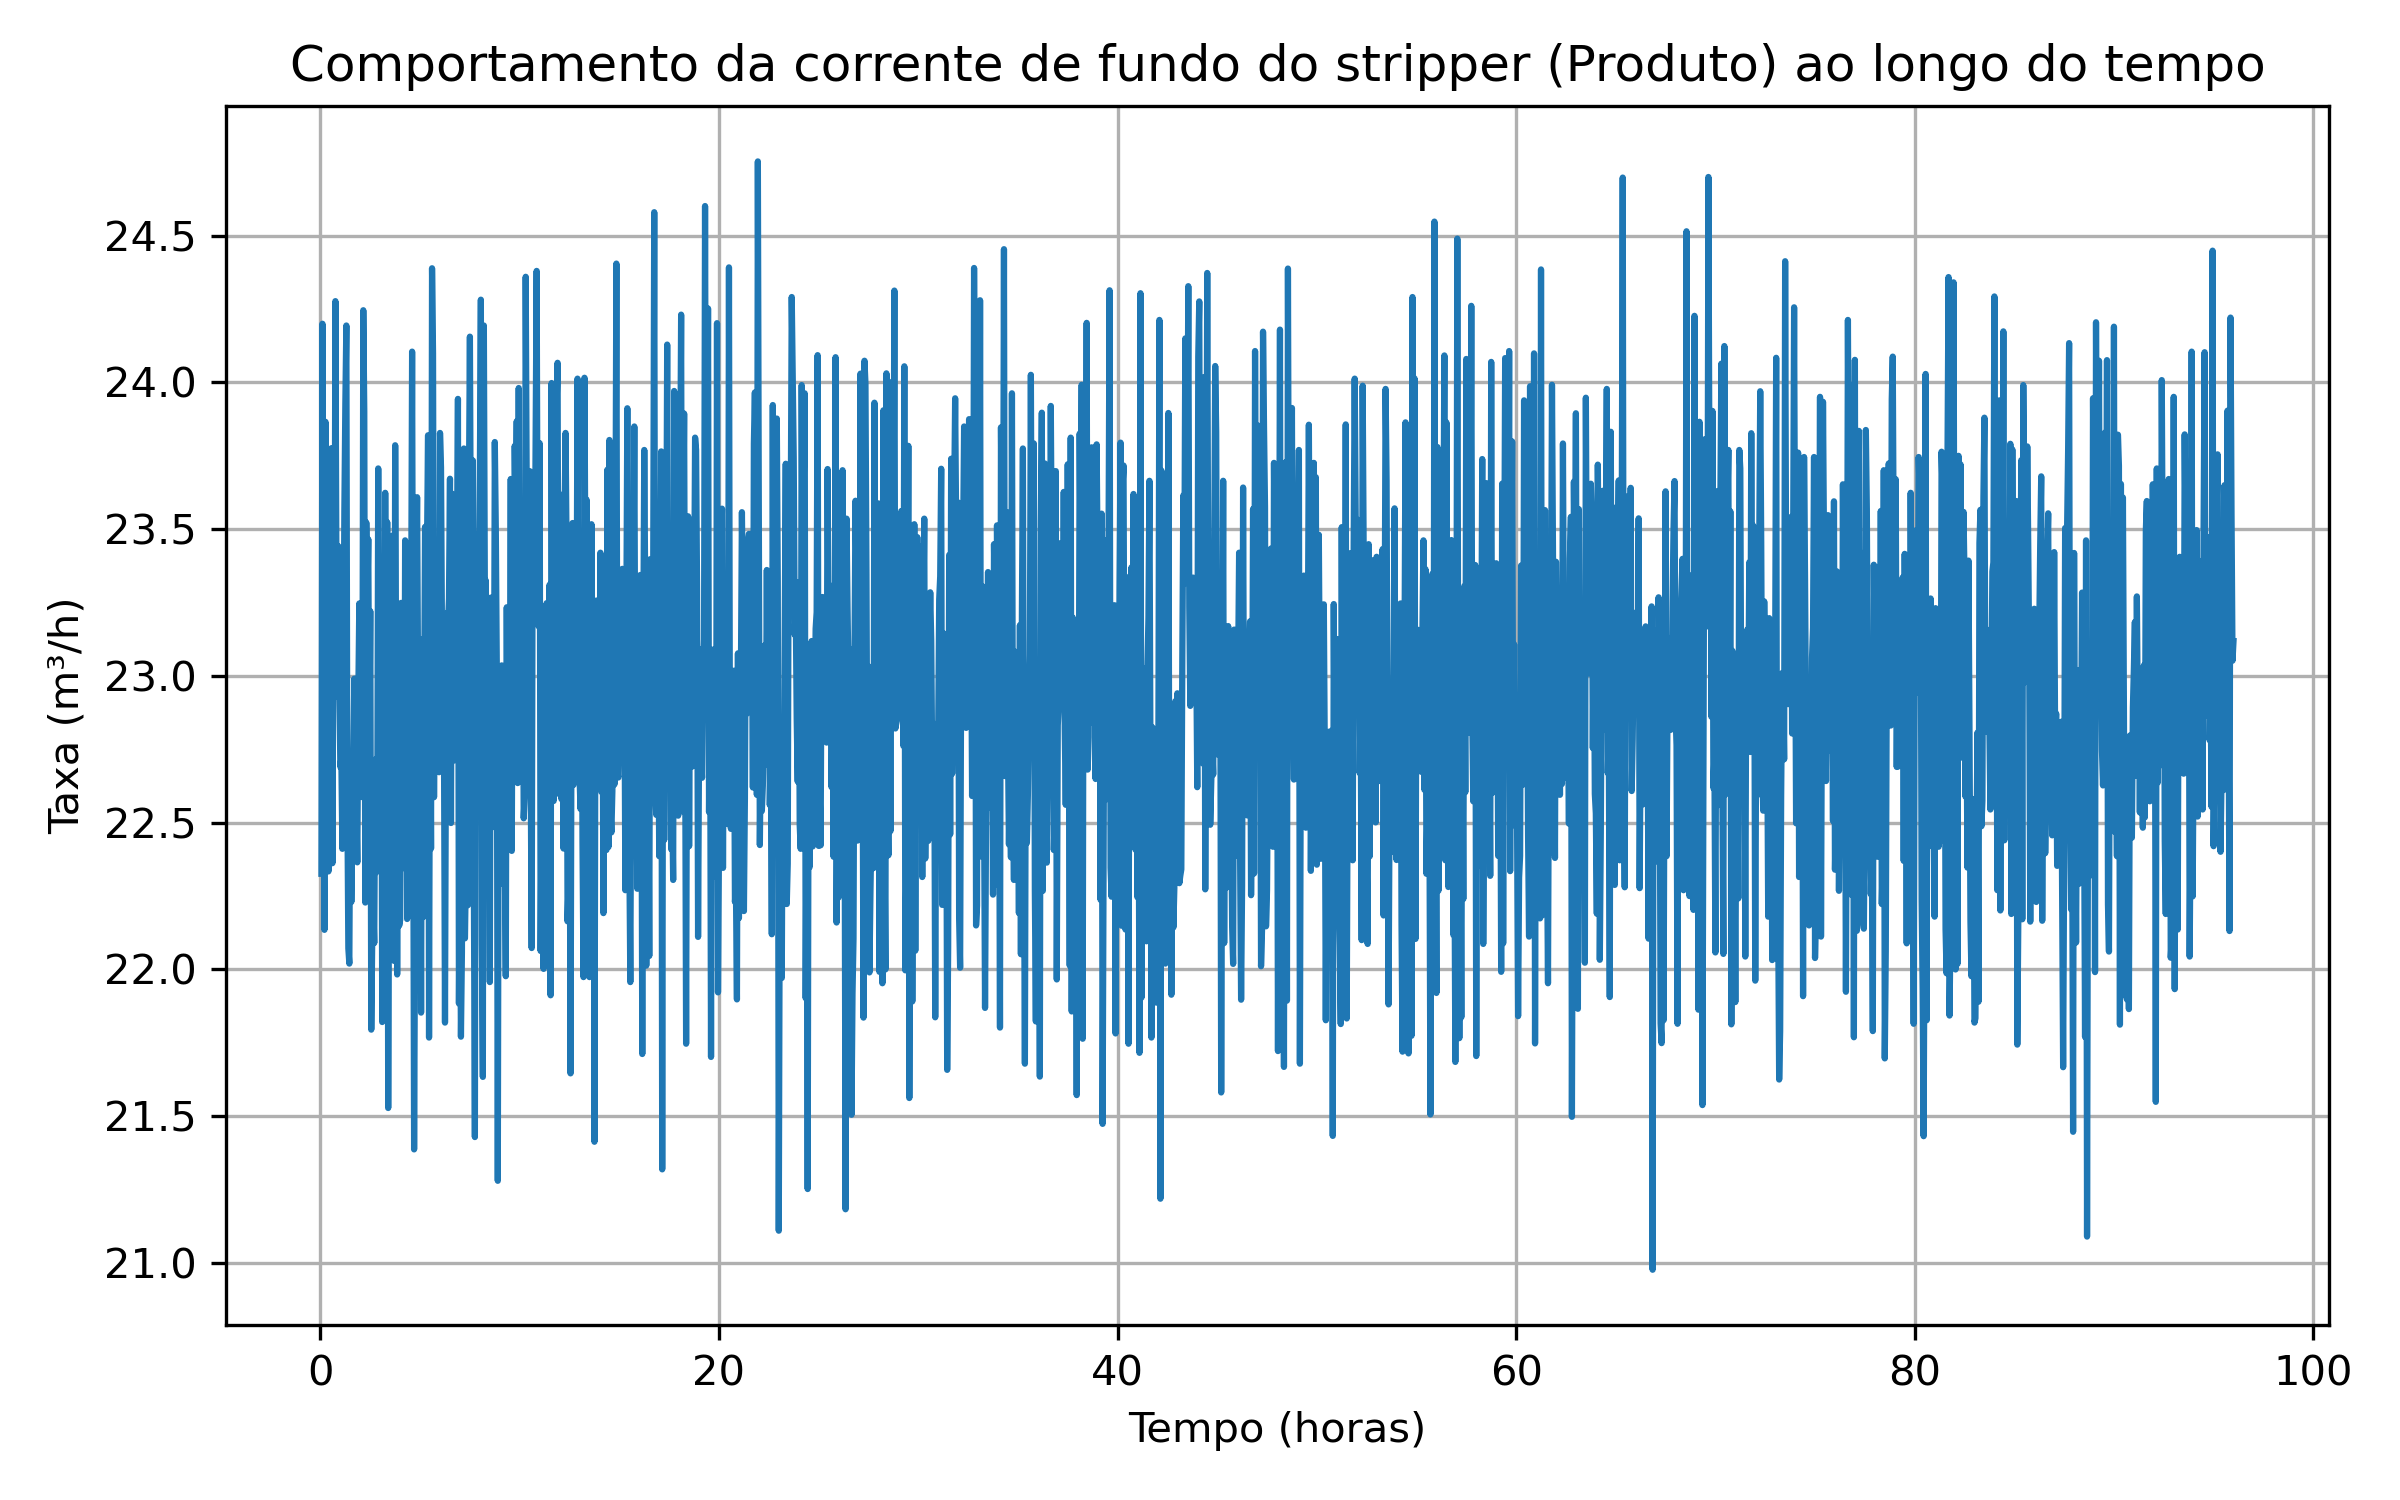 Comportamento da corrente de fundo do stripper (Produto) ao longo do tempo
24.5
24.0
23.5
23.0
22.5
22.0
21.5
21.0
Taxa (m³/h)
0 20 40 60 80 100
Tempo (horas)